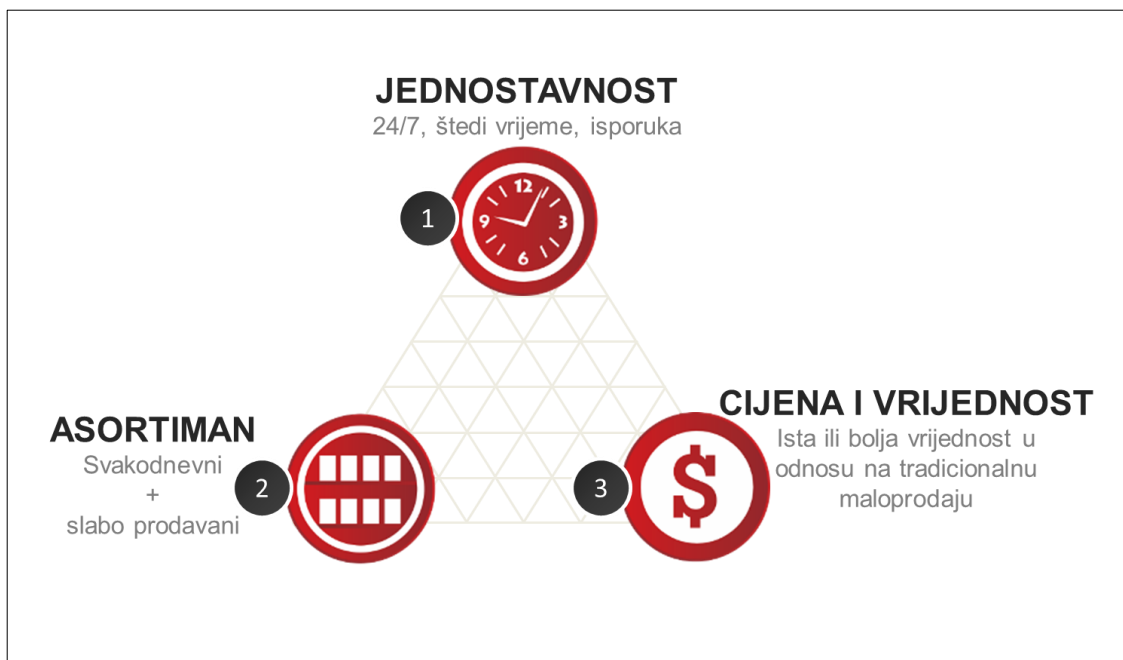 JEDNOSTAVNOST
24/7, štedi vrijeme, isporuka
1
12
9
3
6
ASORTIMAN
Svakodnevni
+
slabo prodavani
2
CIJENA I VRIJEDNOST
Ista ili bolja vrijednost u
odnosu na tradicionalnu
maloprodaju
3
$